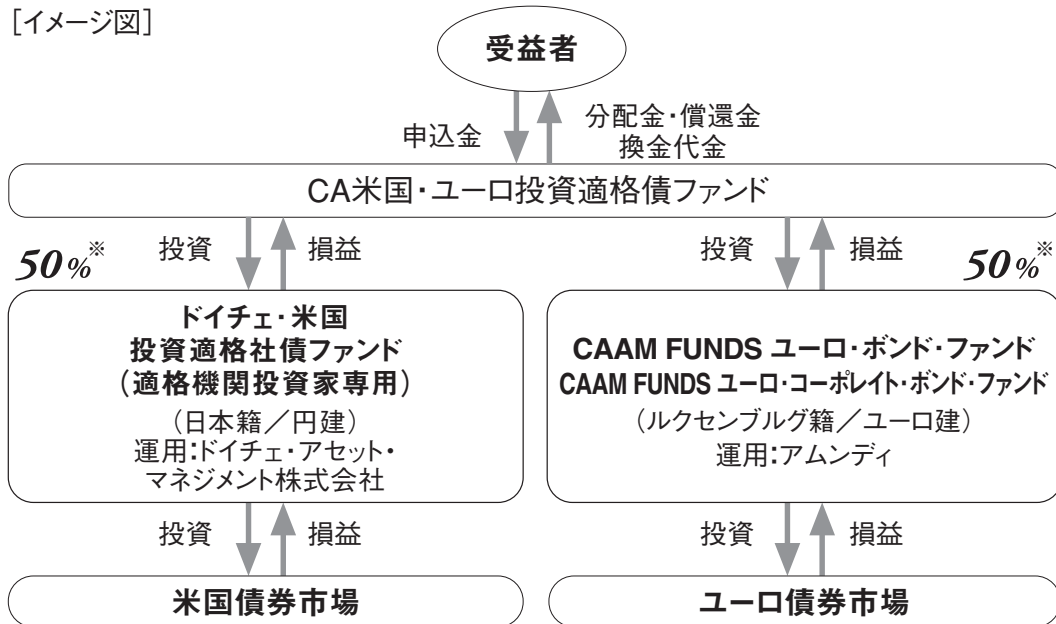 [イメージ図]
受益者
申込金
分配金・償還金
換金代金
CA米国・ユーロ投資適格債ファンド
投資
損益
50%※
投資
損益
50%※
ドイチェ・米国
投資適格社債ファンド
(適格機関投資家専用)
(日本籍/円建)
運用:ドイチェ・アセット・
マネジメント株式会社
CAAM FUNDS ユーロ・ボンド・ファンド
CAAM FUNDS ユーロ・コーポレイト・ボンド・ファンド
(ルクセンブルグ籍/ユーロ建)
運用:アムンディ
投資
損益
投資
損益
米国債券市場
ユーロ債券市場